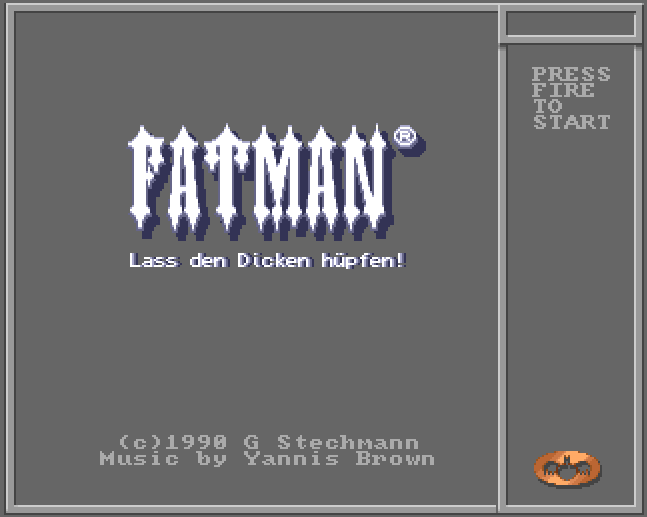 FATMAN®
Lass den Dicken hüpfen!
(c)1990 G Stechmann
Music by Yannis Brown
PRESS
FIRE
TO
START